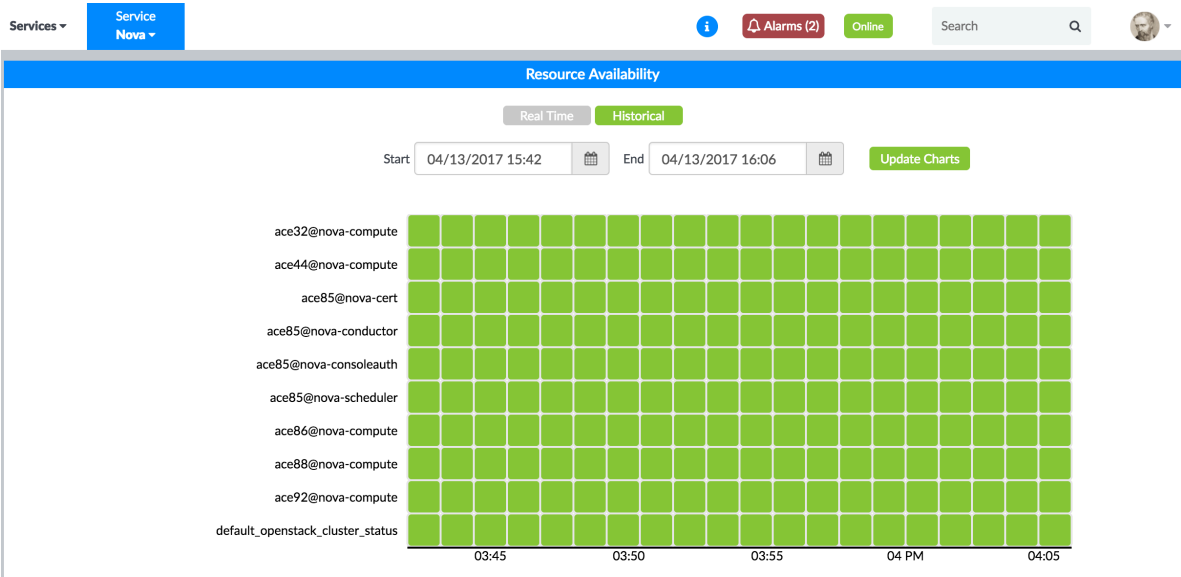 Services
Service
Nova
Alarms (2)
Online
Search
Resource Availability
Real Time
Historical
Start
04/13/2017 15:42
End
04/13/2017 16:06
Update Charts
ace32@nova-compute
ace44@nova-compute
ace85@nova-cert
ace85@nova-conductor
ace85@nova-consoleauth
ace85@nova-scheduler
ace86@nova-compute
ace88@nova-compute
ace92@nova-compute
default_openstack_cluster_status
03:45 03:50 03:55 04 PM 04:05